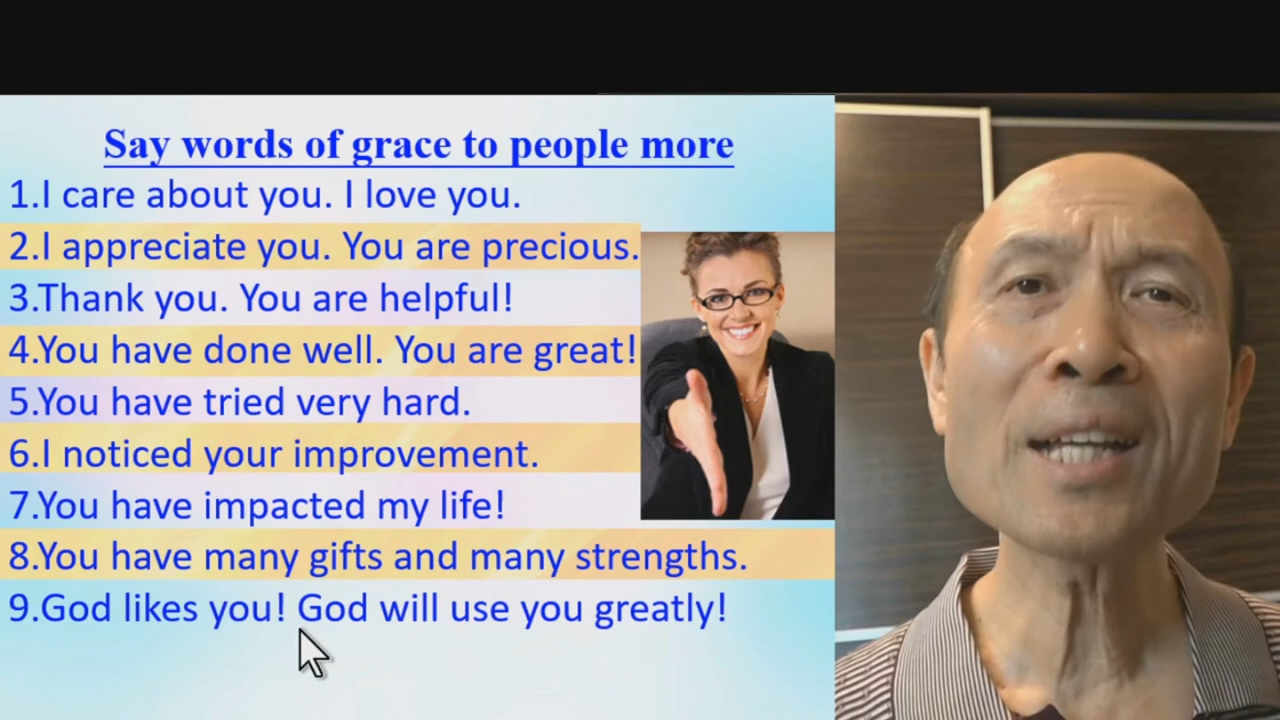 Say words of grace to people more
1.I care about you. I love you.
2.I appreciate you. You are precious.
3.Thank you. You are helpful!
4.You have done well. You are great!
5.You have tried very hard.
6.I noticed your improvement.
7.You have impacted my life!
8.You have many gifts and many strengths.
9.God likes you! God will use you greatly!